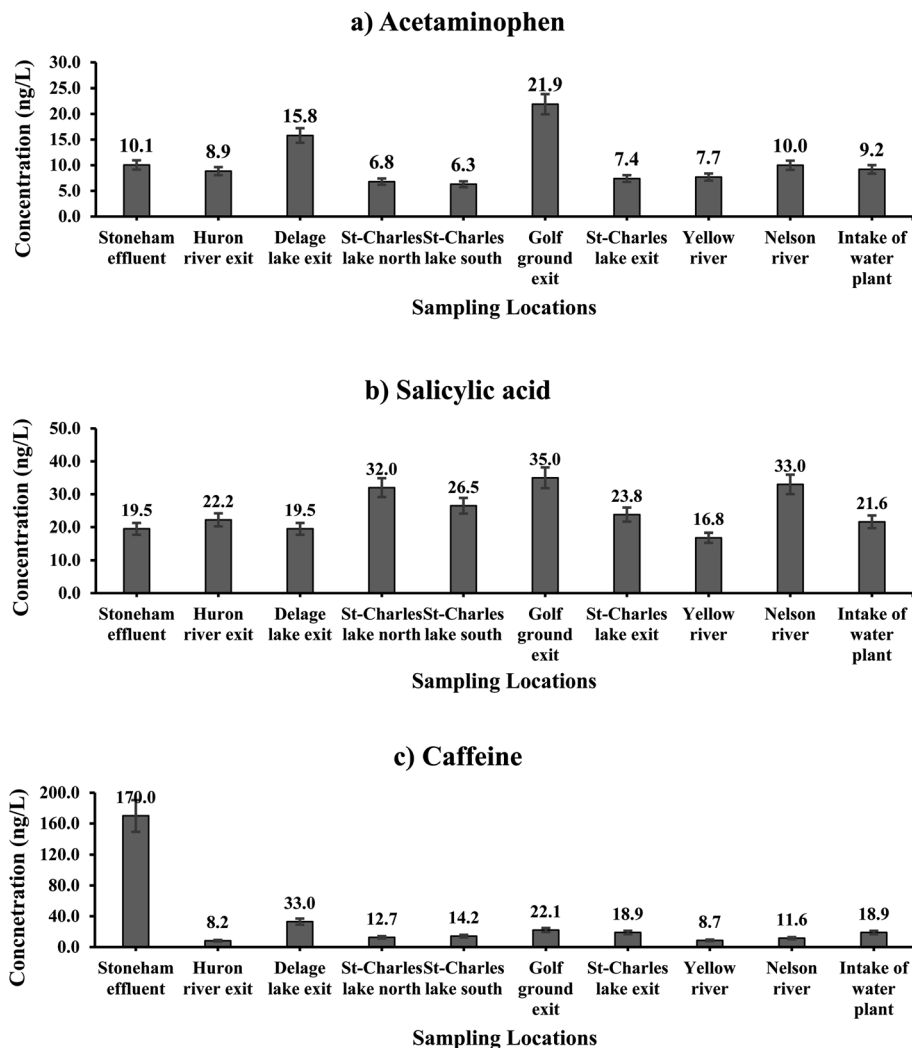 a) Acetaminophen
Concentration (ng/L)
30.0
25.0
20.0
15.0
10.0
5.0
0.0
10.1
8.9
15.8
6.8
6.3
21.9
7.4
7.7
10.0
9.2
Stoneham effluent
Huron river exit
Delage lake exit
St-Charles lake north
St-Charles lake south
Golf ground exit
St-Charles lake exit
Yellow river
Nelson river
Intake of water plant
Sampling Locations
b) Salicylic acid
Concentration (ng/L)
50.0
40.0
30.0
20.0
10.0
0.0
19.5
22.2
19.5
32.0
26.5
35.0
23.8
16.8
33.0
21.6
Stoneham effluent
Huron river exit
Delage lake exit
St-Charles lake north
St-Charles lake south
Golf ground exit
St-Charles lake exit
Yellow river
Nelson river
Intake of water plant
Sampling Locations
c) Caffeine
Concnetration (ng/L)
200.0
160.0
120.0
80.0
40.0
0.0
170.0
8.2
33.0
12.7
14.2
22.1
18.9
8.7
11.6
18.9
Stoneham effluent
Huron river exit
Delage lake exit
St-Charles lake north
St-Charles lake south
Golf ground exit
St-Charles lake exit
Yellow river
Nelson river
Intake of water plant
Sampling Locations